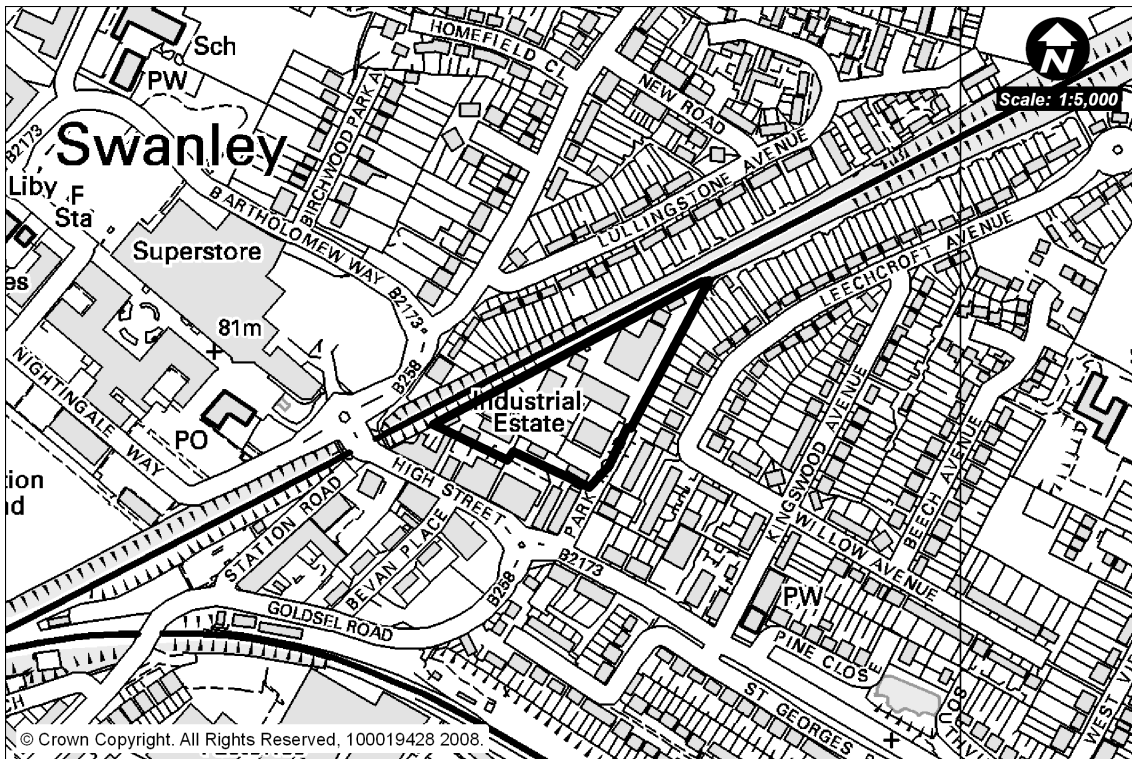 HOMEFIELD CL
Sch
PW
NEW ROAD
N
Scale: 1:5,000
B2173
Swanley
BIRCHWOOD PARK A
LULLINGSTONE AVENUE
Liby
F
Sta
BARTHOLOMEW WAY
Superstore
LEECHCROFT AVENUE
es
81m
B2173
B258
NIGHTINGALE WAY
Industrial
Estate
PO
HIGH STREET
KINGSWOOD AVENUE
BEECH AVENUE
STATION ROAD
PARK
WILLOW AVENUE
BEVAN PLACE
B2173
B258
PW
GOLDSEL ROAD
PINE CLOSE
ST
GEORGES
WEST
© Crown Copyright. All Rights Reserved, 100019428 2008.